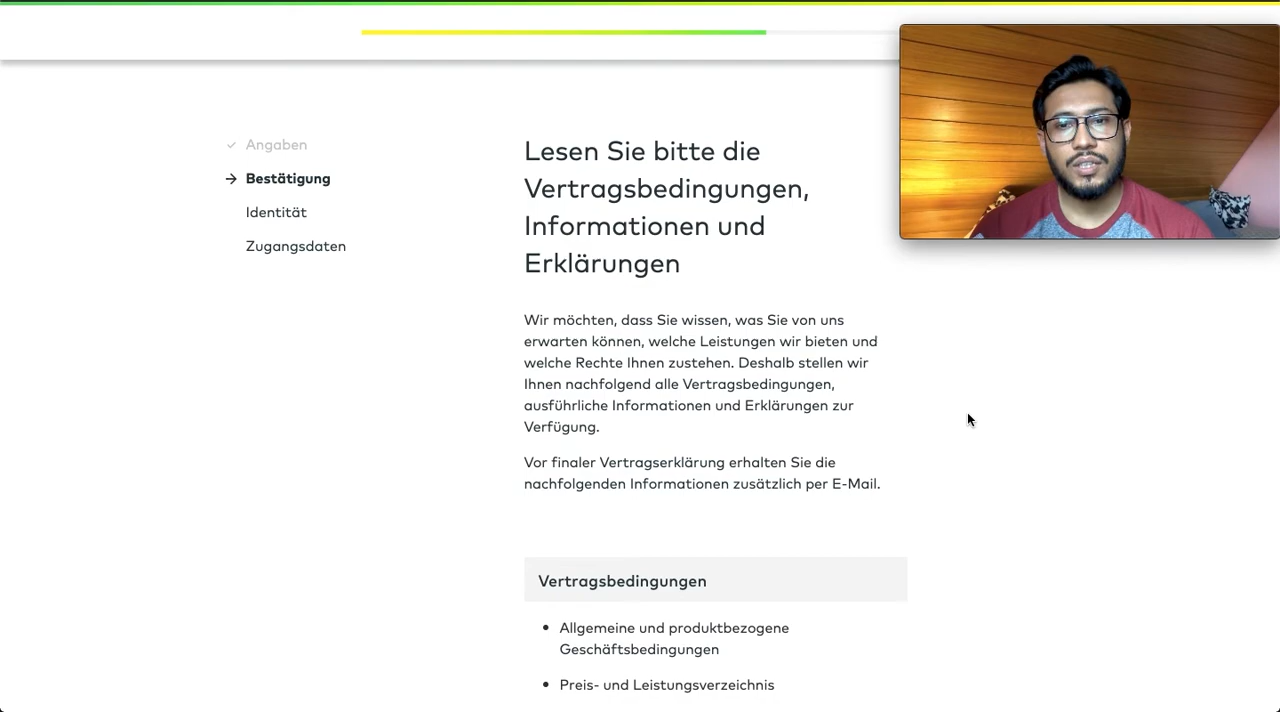 Angaben
Bestätigung
Identität
Zugangsdaten
Lesen Sie bitte die
Vertragsbedingungen,
Informationen und
Erklärungen
Wir möchten, dass Sie wissen, was Sie von uns
erwarten können, welche Leistungen wir bieten und
welche Rechte Ihnen zustehen. Deshalb stellen wir
Ihnen nachfolgend alle Vertragsbedingungen,
ausführliche Informationen und Erklärungen zur
Verfügung.
Vor finaler Vertragserklärung erhalten Sie die
nachfolgenden Informationen zusätzlich per E-Mail.
Vertragsbedingungen
Allgemeine und produktbezogene
Geschäftsbedingungen
Preis- und Leistungsverzeichnis